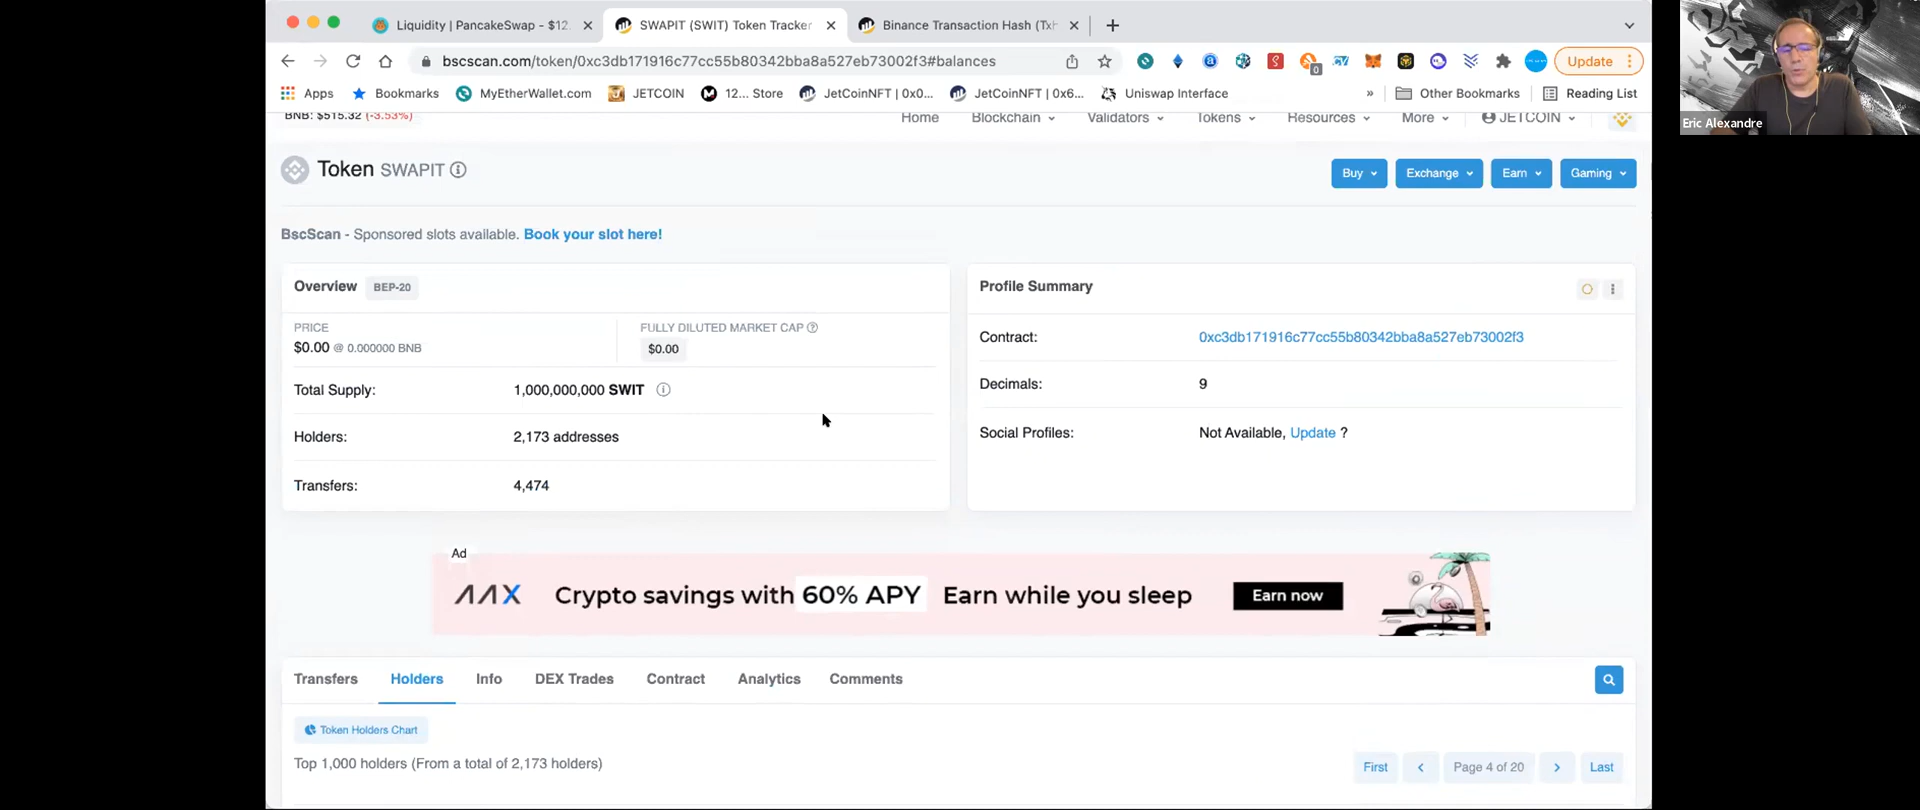 Liquidity | PancakeSwap - $12
SWAPIT (SWIT) Token Tracker
Binance Transaction Hash (Txh
bscscan.com/token/0xc3db171916c77cc55b80342bba8a527eb73002f3#balances
0
Update
Apps
Bookmarks
MyEtherWallet.com
JETCOIN
12... Store
JetCoinNFT | 0x0...
JetCoinNFT | 0x6...
Uniswap Interface
»
Other Bookmarks
Reading List
Eric Alexandre
BNB: $515.32 (-3.53%)
Home
Blockchain
Validators
Tokens
Resources
More
JETCOIN
Token SWAPIT
Buy
Exchange
Earn
Gaming
BscScan - Sponsored slots available. Book your slot here!
Overview BEP-20
PRICE
$0.00 @ 0.000000 BNB
FULLY DILUTED MARKET CAP
$0.00
Total Supply: 1,000,000,000 SWIT
Holders: 2,173 addresses
Transfers: 4,474
Profile Summary
Contract: 0xc3db171916c77cc55b80342bba8a527eb73002f3
Decimals: 9
Social Profiles: Not Available, Update ?
Ad
AAX
Crypto savings with 60% APY Earn while you sleep
Earn now
Transfers
Holders
Info
DEX Trades
Contract
Analytics
Comments
Token Holders Chart
Top 1,000 holders (From a total of 2,173 holders)
First
Page 4 of 20
Last